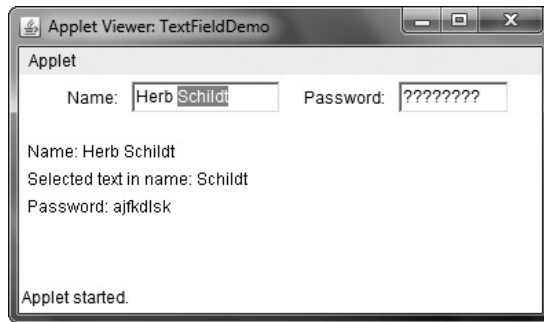 Applet Viewer: TextFieldDemo
Applet
Name: Herb Schildt Password: ????????
Name: Herb Schildt
Selected text in name: Schildt
Password: ajfkdlsk
Applet started.